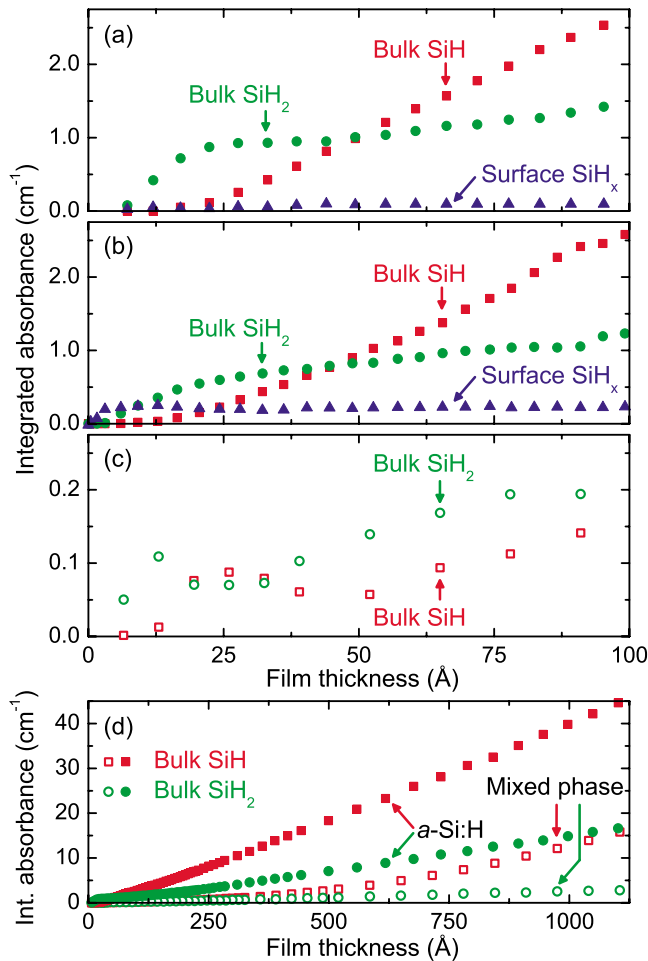 (a)
Bulk SiH
Bulk SiH₂
Surface SiHₓ
2.0
1.0
0.0
(b)
Bulk SiH
Bulk SiH₂
Surface SiHₓ
2.0
1.0
0.0
Integrated absorbance (cm⁻¹)
(c)
Bulk SiH₂
Bulk SiH
0.2
0.1
0.0
0 25 50 75 100
Film thickness (Å)
(d)
Bulk SiH
Bulk SiH₂
Mixed phase
a-Si:H
40
30
20
10
0
Int. absorbance (cm⁻¹)
0 250 500 750 1000
Film thickness (Å)